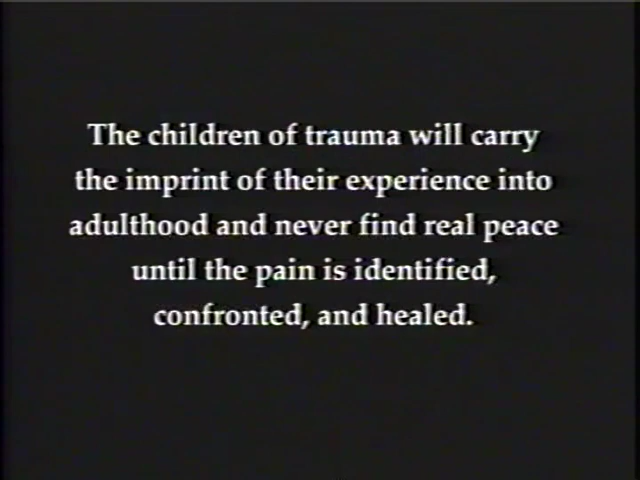 The children of trauma will carry
the imprint of their experience into
adulthood and never find real peace
until the pain is identified,
confronted, and healed.